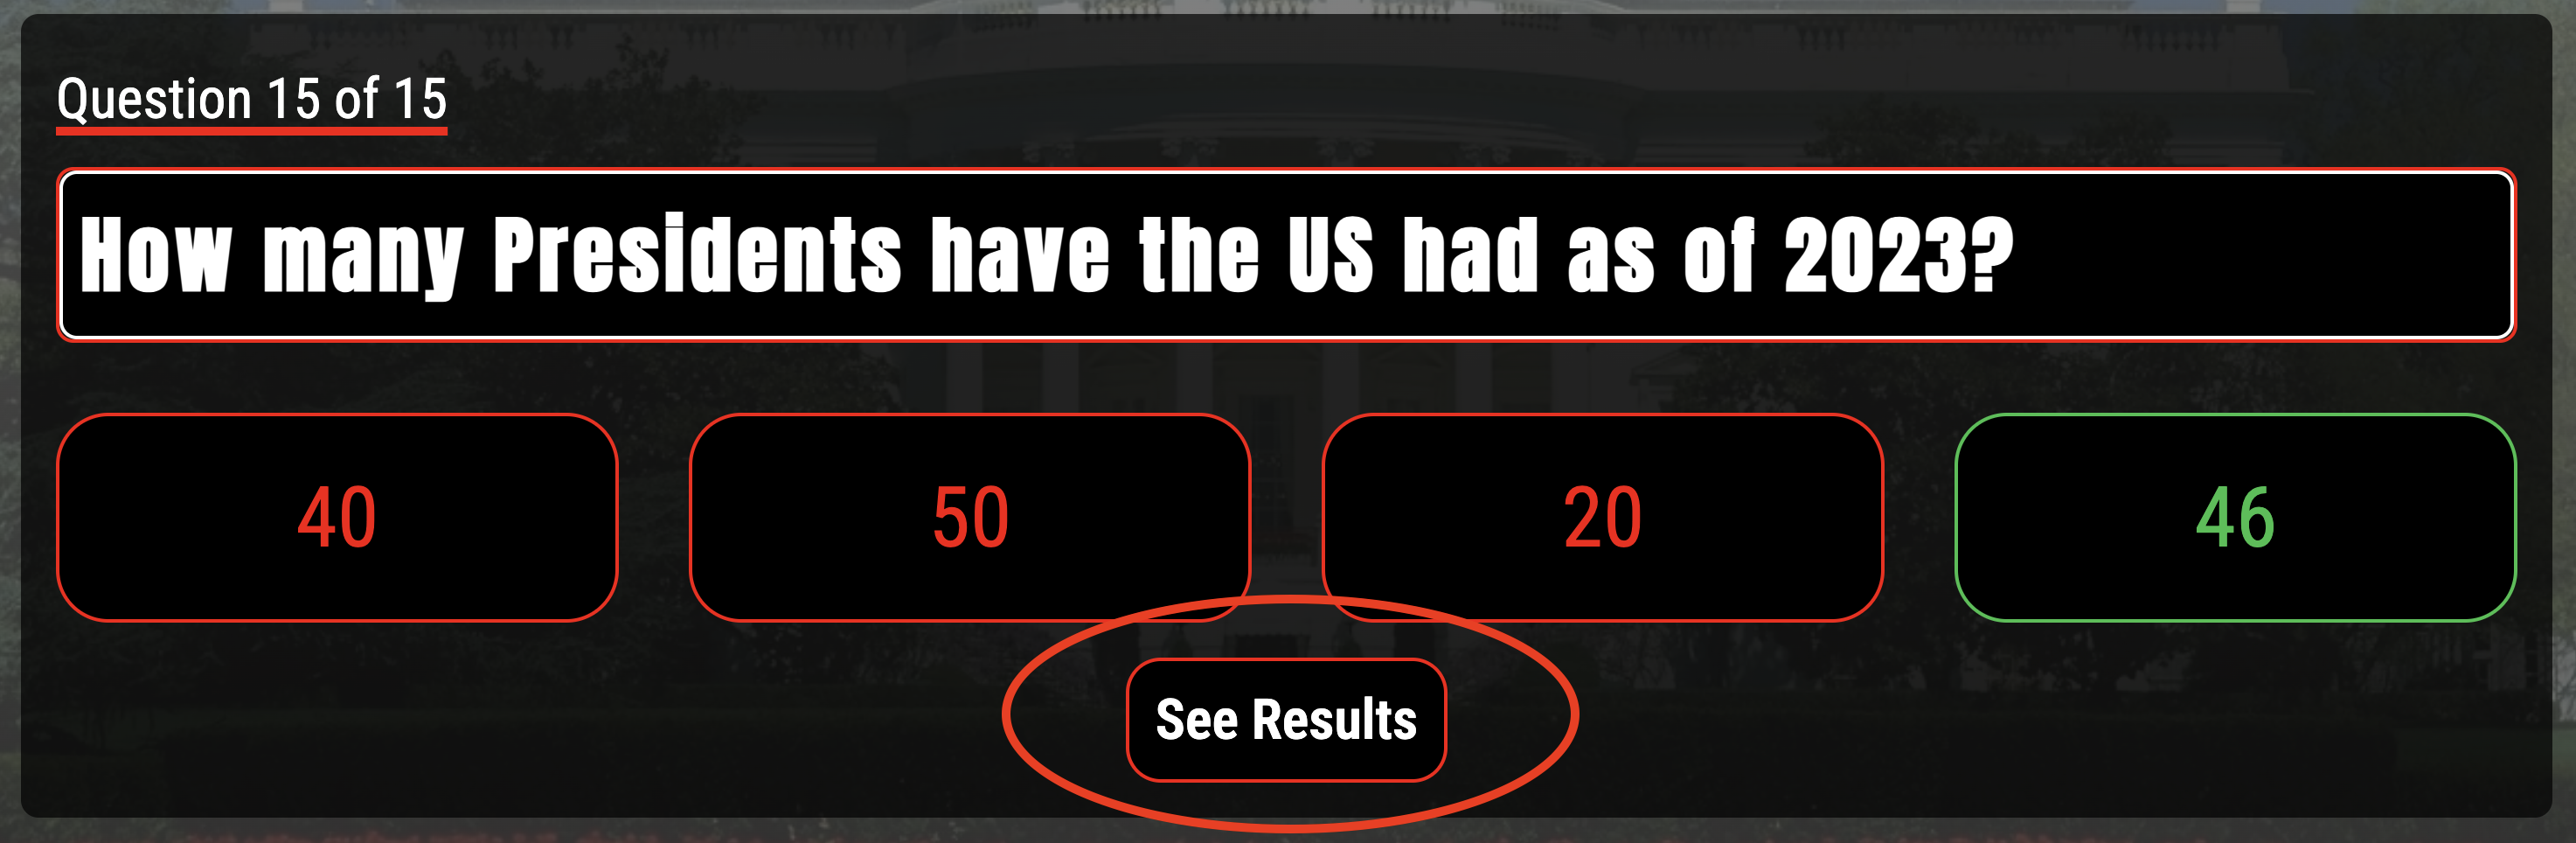 Question 15 of 15
How many Presidents have the US had as of 2023?
40 50 20 46
See Results